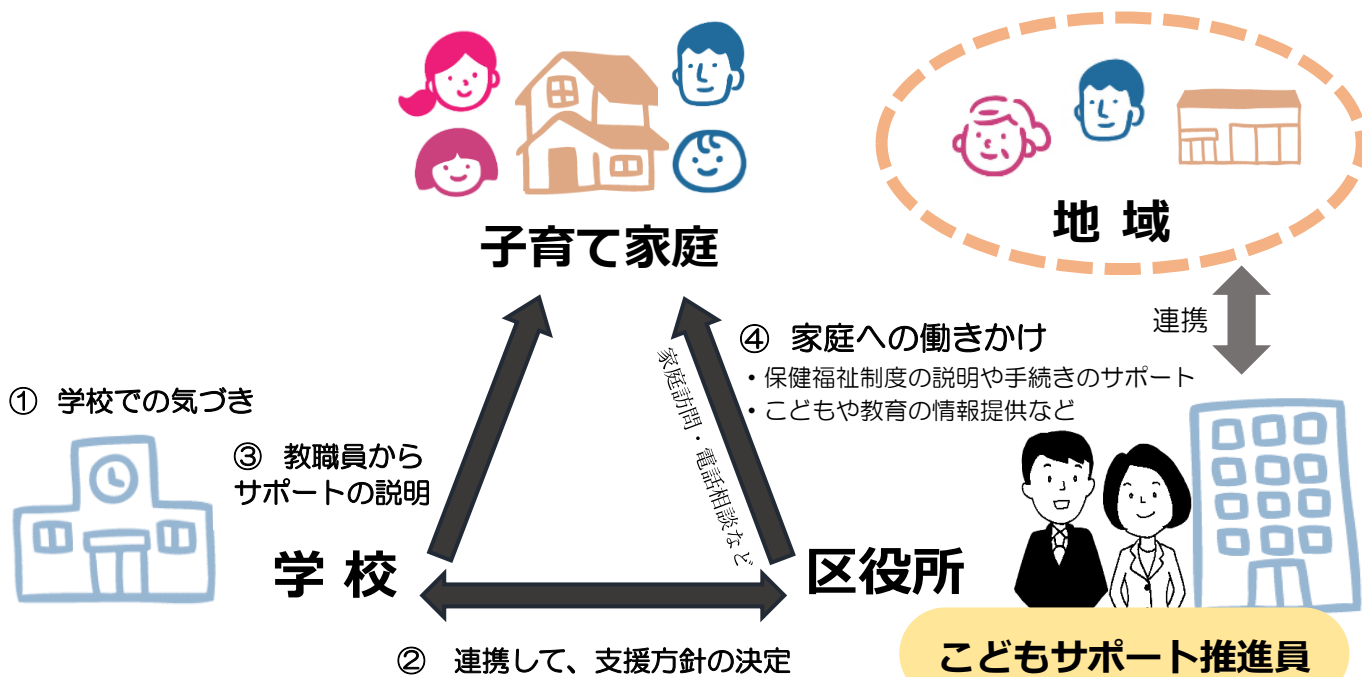 子育て家庭
地域
連携
④ 家庭への働きかけ
・保健福祉制度の説明や手続きのサポート
・こどもや教育の情報提供など
家庭訪問・電話相談など
① 学校での気づき
③ 教職員から
サポートの説明
学校
区役所
② 連携して、支援方針の決定
こどもサポート推進員